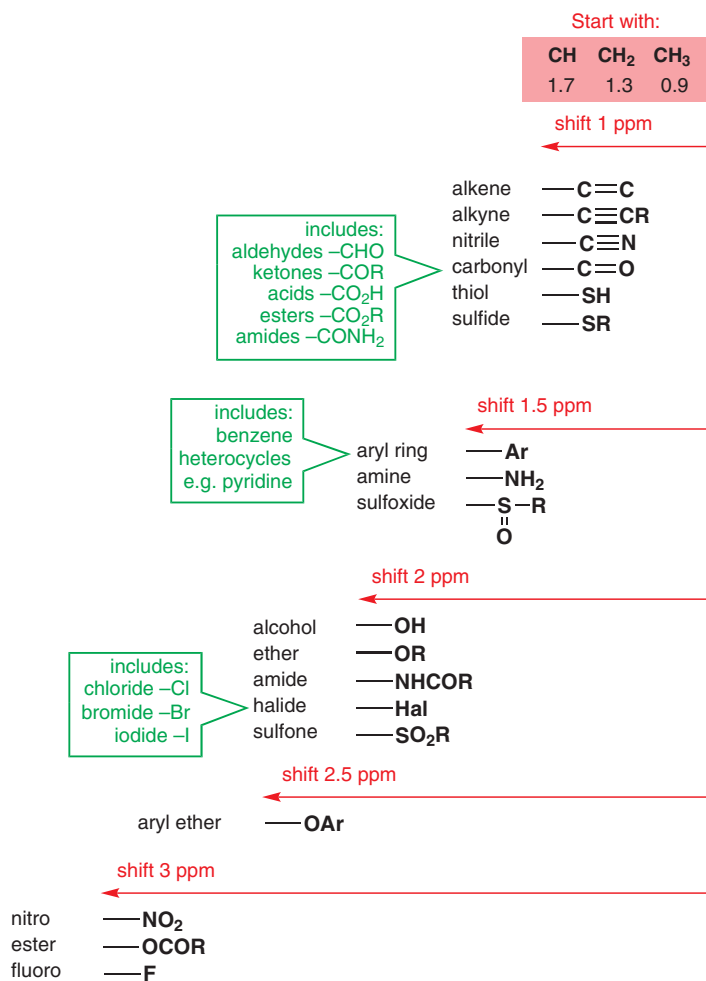 Start with:
CH CH₂ CH₃
1.7 1.3 0.9
shift 1 ppm
alkene C=C
alkyne C≡CR
nitrile C≡N
carbonyl C=O
thiol SH
sulfide SR
includes:
aldehydes –CHO
ketones –COR
acids –CO₂H
esters –CO₂R
amides –CONH₂
shift 1.5 ppm
includes:
benzene
heterocycles
e.g. pyridine
aryl ring Ar
amine NH₂
sulfoxide S–R
O
shift 2 ppm
alcohol OH
ether OR
amide NHCOR
halide Hal
sulfone SO₂R
includes:
chloride –Cl
bromide –Br
iodide –I
shift 2.5 ppm
aryl ether OAr
shift 3 ppm
nitro NO₂
ester OCOR
fluoro F